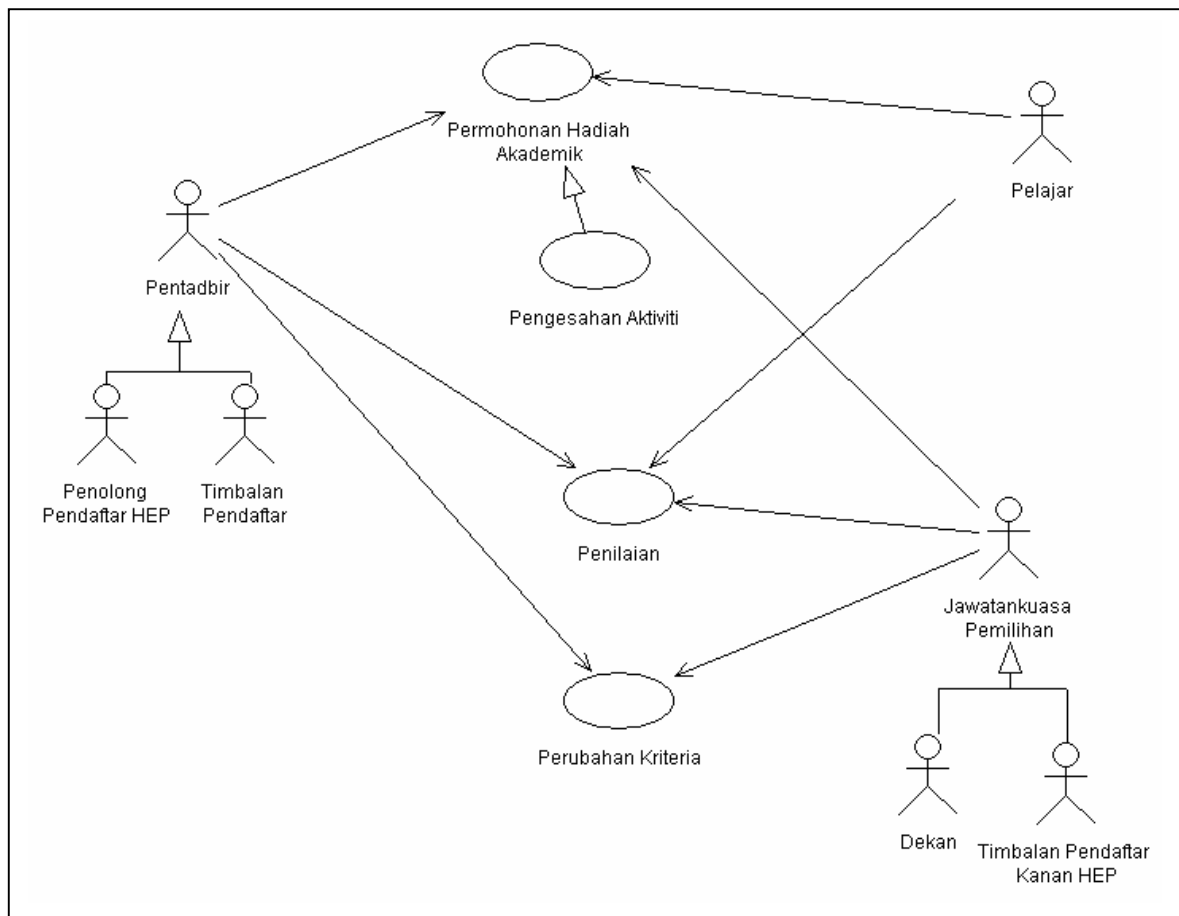 Permohonan Hadiah
Akademik
Pelajar
Pentadbir
Pengesahan Aktiviti
Penolong
Pendaftar HEP
Timbalan
Pendaftar
Penilaian
Jawatankuasa
Pemilihan
Perubahan Kriteria
Dekan
Timbalan Pendaftar
Kanan HEP